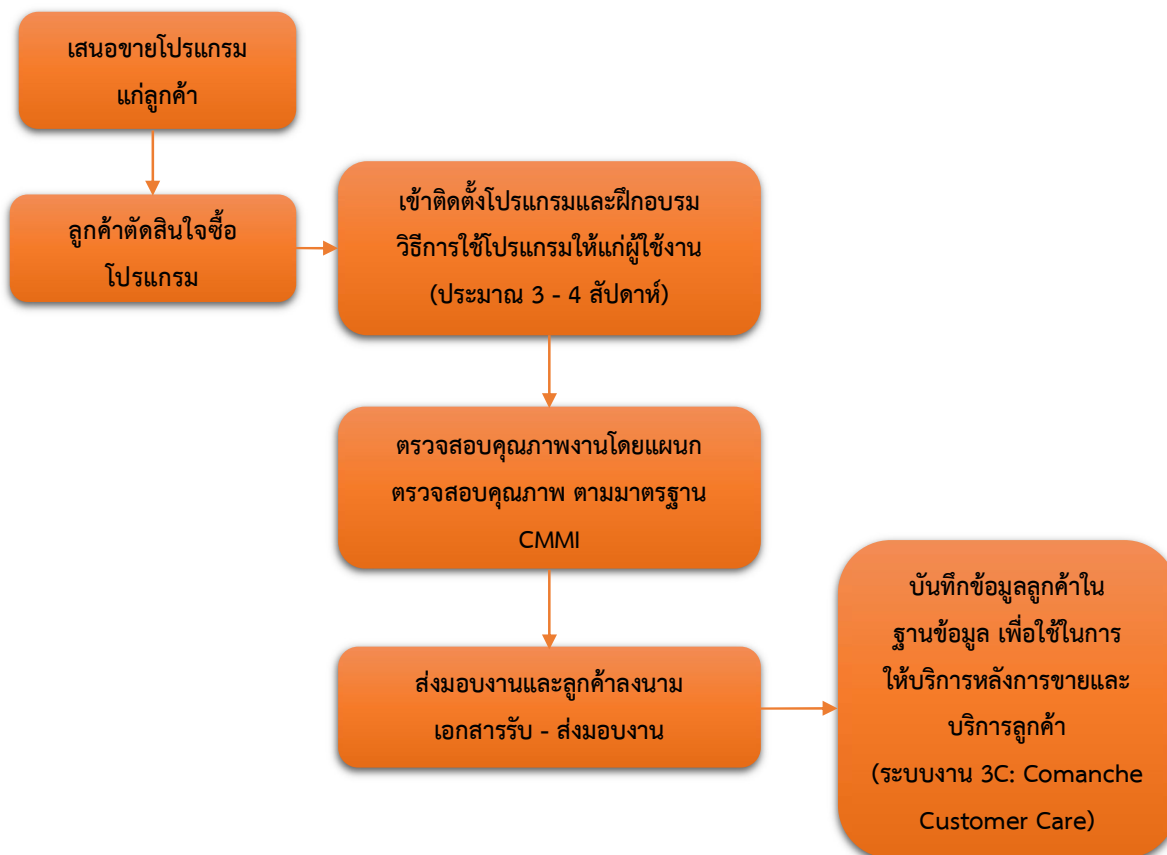 เสนอขายโปรแกรม
แก่ลูกค้า
ลูกค้าตัดสินใจซื้อ
โปรแกรม
เข้าติดตั้งโปรแกรมและฝึกอบรม
วิธีการใช้โปรแกรมให้แก่ผู้ใช้งาน
(ประมาณ 3 - 4 สัปดาห์)
ตรวจสอบคุณภาพงานโดยแผนก
ตรวจสอบคุณภาพ ตามมาตรฐาน
CMMI
ส่งมอบงานและลูกค้าลงนาม
เอกสารรับ - ส่งมอบงาน
บันทึกข้อมูลลูกค้าใน
ฐานข้อมูล เพื่อใช้ในการ
ให้บริการหลังการขายและ
บริการลูกค้า
(ระบบงาน 3C: Comanche
Customer Care)